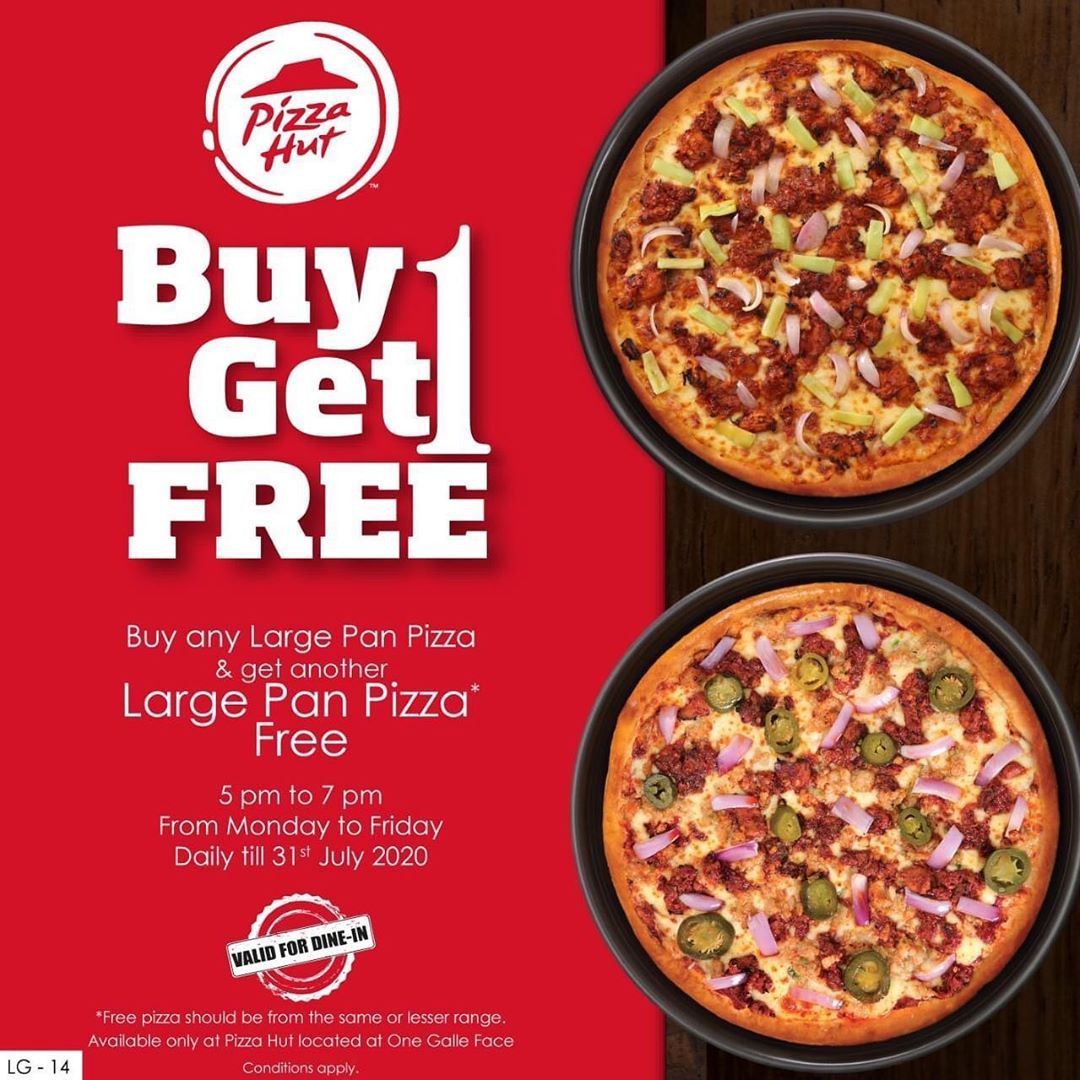 Pizza
Hut
TM
Buy 1
Get
FREE
Buy any Large Pan Pizza
& get another
Large Pan Pizza*
Free
5 pm to 7 pm
From Monday to Friday
Daily till 31st July 2020
VALID FOR DINE-IN
*Free pizza should be from the same or lesser range.
Available only at Pizza Hut located at One Galle Face
Conditions apply.
LG - 14